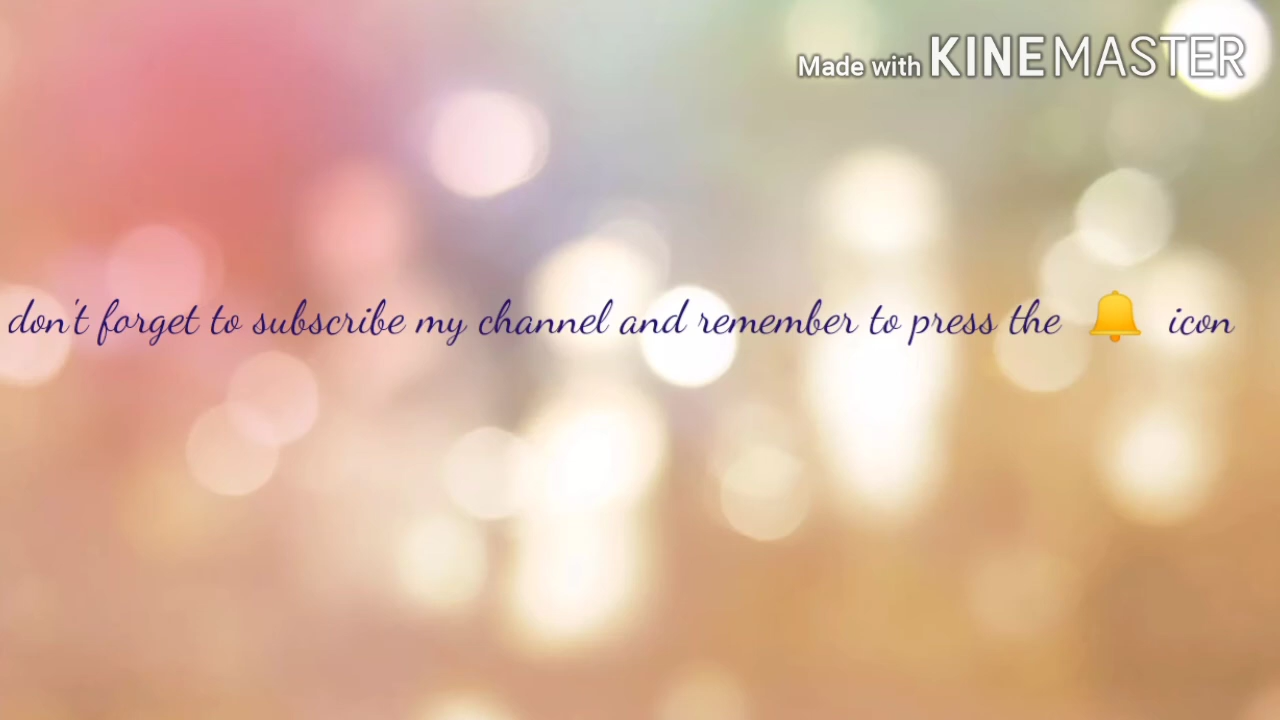 Made with KINEMASTER
don't forget to subscribe my channel and remember to press the 🔔 icon